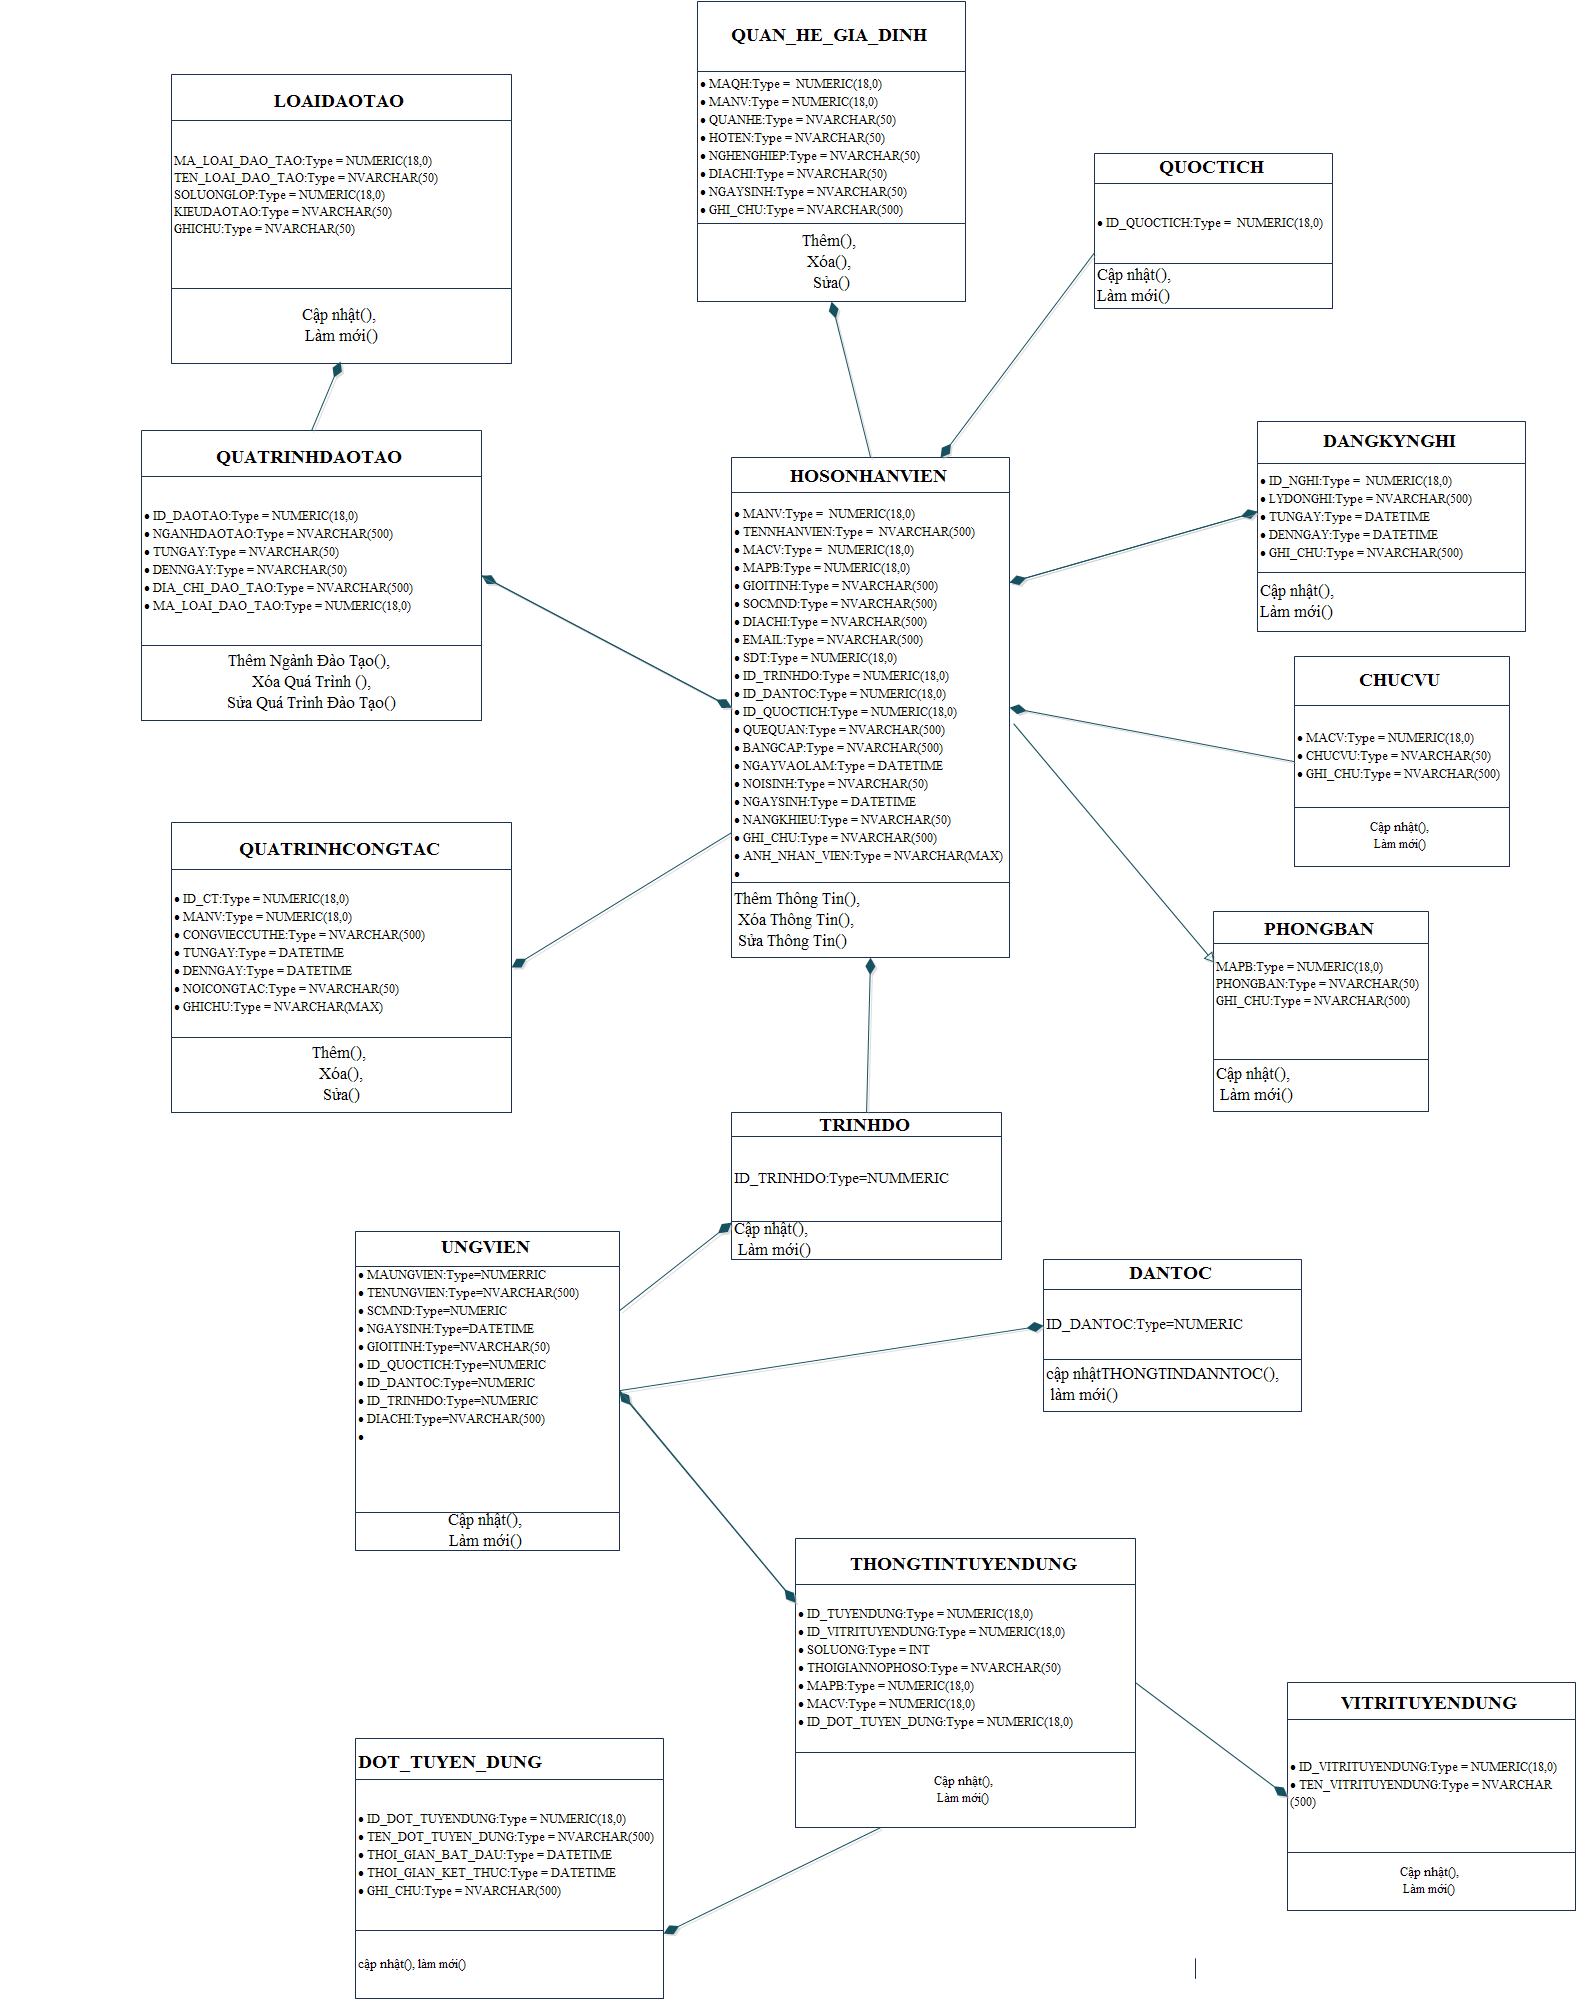 QUAN_HE_GIA_DINH
• MAQH:Type =  NUMERIC(18,0)
• MANV:Type = NUMERIC(18,0)
• QUANHE:Type = NVARCHAR(50)
• HOTEN:Type = NVARCHAR(50)
• NGHENGHIEP:Type = NVARCHAR(50)
• DIACHI:Type = NVARCHAR(50)
• NGAYSINH:Type = NVARCHAR(50)
• GHI_CHU:Type = NVARCHAR(500)
Thêm(),
Xóa(),
Sửa()
LOAIDAOTAO
MA_LOAI_DAO_TAO:Type = NUMERIC(18,0)
TEN_LOAI_DAO_TAO:Type = NVARCHAR(50)
SOLUONGLOP:Type = NUMERIC(18,0)
KIEUDAOTAO:Type = NVARCHAR(50)
GHICHU:Type = NVARCHAR(50)
Cập nhật(),
Làm mới()
QUOCTICH
• ID_QUOCTICH:Type =  NUMERIC(18,0)
Cập nhật(),
Làm mới()
QUATRINHDAOTAO
• ID_DAOTAO:Type = NUMERIC(18,0)
• NGANHDAOTAO:Type = NVARCHAR(500)
• TUNGAY:Type = NVARCHAR(50)
• DENNGAY:Type = NVARCHAR(50)
• DIA_CHI_DAO_TAO:Type = NVARCHAR(500)
• MA_LOAI_DAO_TAO:Type = NUMERIC(18,0)
Thêm Ngành Đào Tạo(),
Xóa Quá Trình (),
Sửa Quá Trình Đào Tạo()
HOSONHANVIEN
• MANV:Type =  NUMERIC(18,0)
• TENNHANVIEN:Type =  NVARCHAR(500)
• MACV:Type =  NUMERIC(18,0)
• MAPB:Type = NUMERIC(18,0)
• GIOITINH:Type = NVARCHAR(500)
• SOCMND:Type = NVARCHAR(500)
• DIACHI:Type = NVARCHAR(500)
• EMAIL:Type = NVARCHAR(500)
• SDT:Type = NUMERIC(18,0)
• ID_TRINHDO:Type = NUMERIC(18,0)
• ID_DANTOC:Type = NUMERIC(18,0)
• ID_QUOCTICH:Type = NUMERIC(18,0)
• QUEQUAN:Type = NVARCHAR(500)
• BANGCAP:Type = NVARCHAR(500)
• NGAYVAOLAM:Type = DATETIME
• NOISINH:Type = NVARCHAR(50)
• NGAYSINH:Type = DATETIME
• NANGKHIEU:Type = NVARCHAR(50)
• GHI_CHU:Type = NVARCHAR(500)
• ANH_NHAN_VIEN:Type = NVARCHAR(MAX)
•
Thêm Thông Tin(),
Xóa Thông Tin(),
Sửa Thông Tin()
DANGKYNGHI
• ID_NGHI:Type =  NUMERIC(18,0)
• LYDONGHI:Type = NVARCHAR(500)
• TUNGAY:Type = DATETIME
• DENNGAY:Type = DATETIME
• GHI_CHU:Type = NVARCHAR(500)
Cập nhật(),
Làm mới()
CHUCVU
• MACV:Type = NUMERIC(18,0)
• CHUCVU:Type = NVARCHAR(50)
• GHI_CHU:Type = NVARCHAR(500)
Cập nhật(),
Làm mới()
QUATRINHCONGTAC
• ID_CT:Type = NUMERIC(18,0)
• MANV:Type = NUMERIC(18,0)
• CONGVIECCUTHE:Type = NVARCHAR(500)
• TUNGAY:Type = DATETIME
• DENNGAY:Type = DATETIME
• NOICONGTAC:Type = NVARCHAR(50)
• GHICHU:Type = NVARCHAR(MAX)
Thêm(),
Xóa(),
Sửa()
PHONGBAN
MAPB:Type = NUMERIC(18,0)
PHONGBAN:Type = NVARCHAR(50)
GHI_CHU:Type = NVARCHAR(500)
Cập nhật(),
Làm mới()
TRINHDO
ID_TRINHDO:Type=NUMMERIC
Cập nhật(),
Làm mới()
UNGVIEN
• MAUNGVIEN:Type=NUMERRIC
• TENUNGVIEN:Type=NVARCHAR(500)
• SCMND:Type=NUMERIC
• NGAYSINH:Type=DATETIME
• GIOITINH:Type=NVARCHAR(50)
• ID_QUOCTICH:Type=NUMERIC
• ID_DANTOC:Type=NUMERIC
• ID_TRINHDO:Type=NUMERIC
• DIACHI:Type=NVARCHAR(500)
•
Cập nhật(),
Làm mới()
DANTOC
ID_DANTOC:Type=NUMERIC
cập nhậtTHONGTINDANNTOC(),
làm mới()
THONGTINTUYENDUNG
• ID_TUYENDUNG:Type = NUMERIC(18,0)
• ID_VITRITUYENDUNG:Type = NUMERIC(18,0)
• SOLUONG:Type = INT
• THOIGIANNOPHOSO:Type = NVARCHAR(50)
• MAPB:Type = NUMERIC(18,0)
• MACV:Type = NUMERIC(18,0)
• ID_DOT_TUYEN_DUNG:Type = NUMERIC(18,0)
Cập nhật(),
Làm mới()
VITRITUYENDUNG
• ID_VITRITUYENDUNG:Type = NUMERIC(18,0)
• TEN_VITRITUYENDUNG:Type = NVARCHAR
(500)
Cập nhật(),
Làm mới()
DOT_TUYEN_DUNG
• ID_DOT_TUYENDUNG:Type = NUMERIC(18,0)
• TEN_DOT_TUYEN_DUNG:Type = NVARCHAR(500)
• THOI_GIAN_BAT_DAU:Type = DATETIME
• THOI_GIAN_KET_THUC:Type = DATETIME
• GHI_CHU:Type = NVARCHAR(500)
cập nhật(), làm mới()